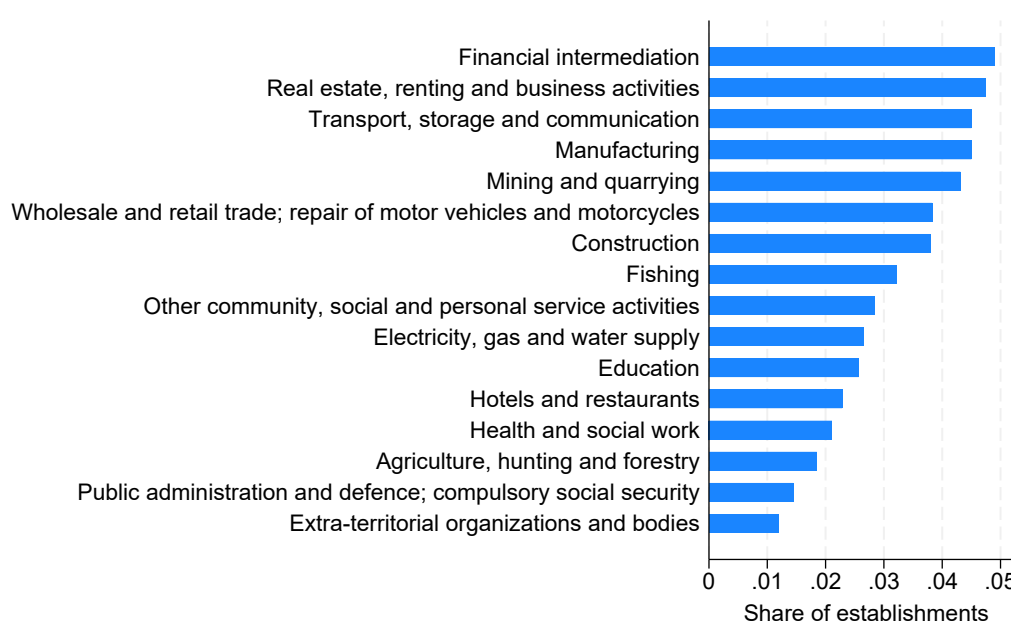 Financial intermediation
Real estate, renting and business activities
Transport, storage and communication
Manufacturing
Mining and quarrying
Wholesale and retail trade; repair of motor vehicles and motorcycles
Construction
Fishing
Other community, social and personal service activities
Electricity, gas and water supply
Education
Hotels and restaurants
Health and social work
Agriculture, hunting and forestry
Public administration and defence; compulsory social security
Extra-territorial organizations and bodies
0 .01 .02 .03 .04 .05
Share of establishments